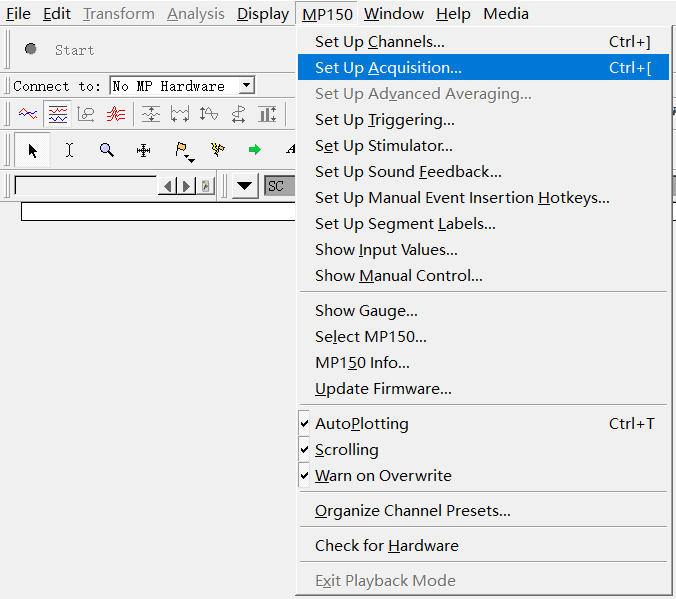 File Edit Transform Analysis Display MP150 Window Help Media
Start
Connect to: No MP Hardware
SC
Set Up Channels... Ctrl+]
Set Up Acquisition... Ctrl+[
Set Up Advanced Averaging...
Set Up Triggering...
Set Up Stimulator...
Set Up Sound Feedback...
Set Up Manual Event Insertion Hotkeys...
Set Up Segment Labels...
Show Input Values...
Show Manual Control...
Show Gauge...
Select MP150...
MP150 Info...
Update Firmware...
AutoPlotting Ctrl+T
Scrolling
Warn on Overwrite
Organize Channel Presets...
Check for Hardware
Exit Playback Mode